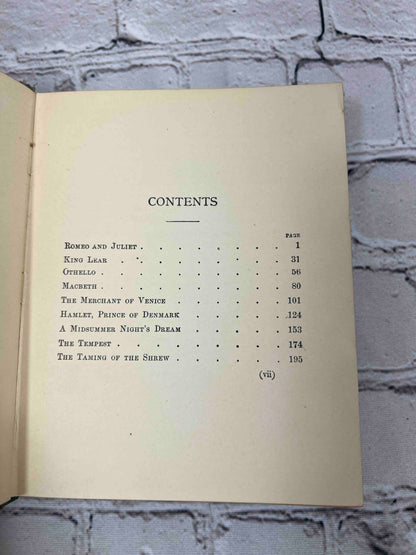 CONTENTS
PAGE
ROMEO AND JULIET . . . . . . . . 1
KING LEAR . . . . . . . . 31
OTHELLO . . . . . . . . . 56
MACBETH . . . . . . . . . 80
THE MERCHANT OF VENICE . . . . . 101
HAMLET, PRINCE OF DENMARK . . . . . 124
A MIDSUMMER NIGHT'S DREAM . . . . . 153
THE TEMPEST . . . . . . . . 174
THE TAMING OF THE SHREW . . . . . 195
(vii)